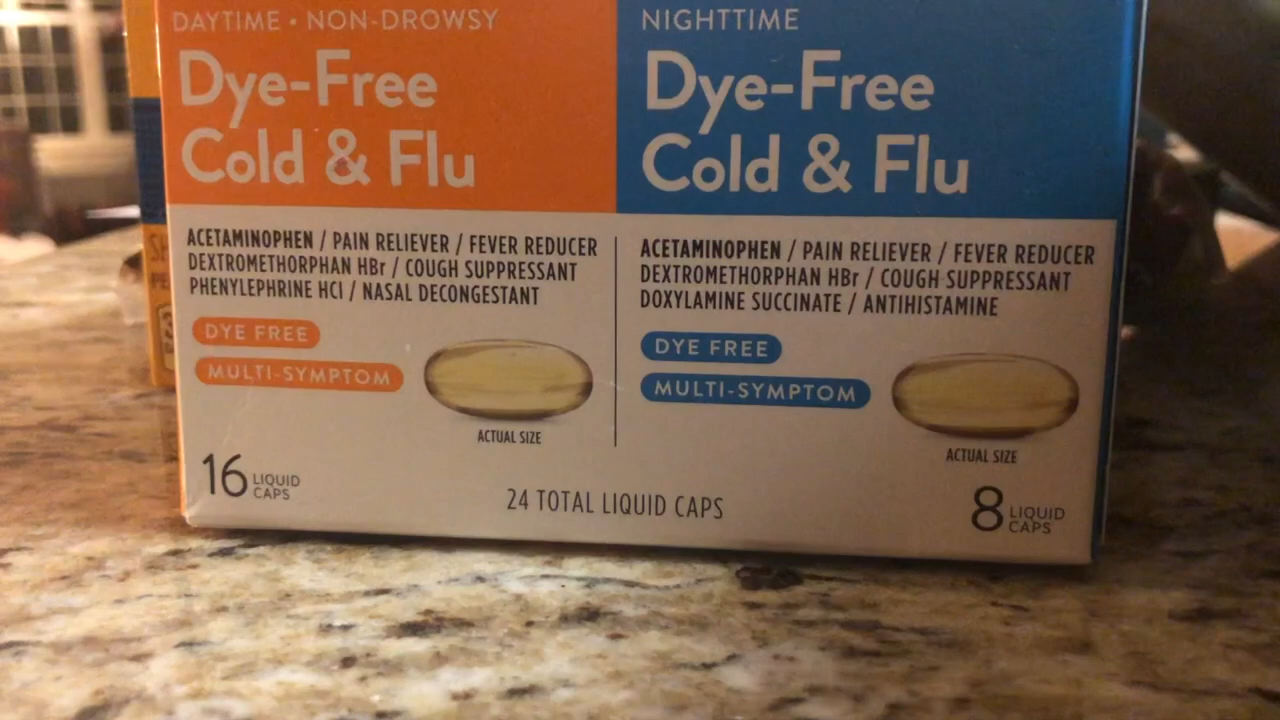 DAYTIME • NON-DROWSY
Dye-Free
Cold & Flu
ACETAMINOPHEN / PAIN RELIEVER / FEVER REDUCER
DEXTROMETHORPHAN HBr / COUGH SUPPRESSANT
PHENYLEPHRINE HCl / NASAL DECONGESTANT
DYE FREE
MULTI-SYMPTOM
ACTUAL SIZE
16 LIQUID
CAPS
NIGHTTIME
Dye-Free
Cold & Flu
ACETAMINOPHEN / PAIN RELIEVER / FEVER REDUCER
DEXTROMETHORPHAN HBr / COUGH SUPPRESSANT
DOXYLAMINE SUCCINATE / ANTIHISTAMINE
DYE FREE
MULTI-SYMPTOM
ACTUAL SIZE
8 LIQUID
CAPS
24 TOTAL LIQUID CAPS